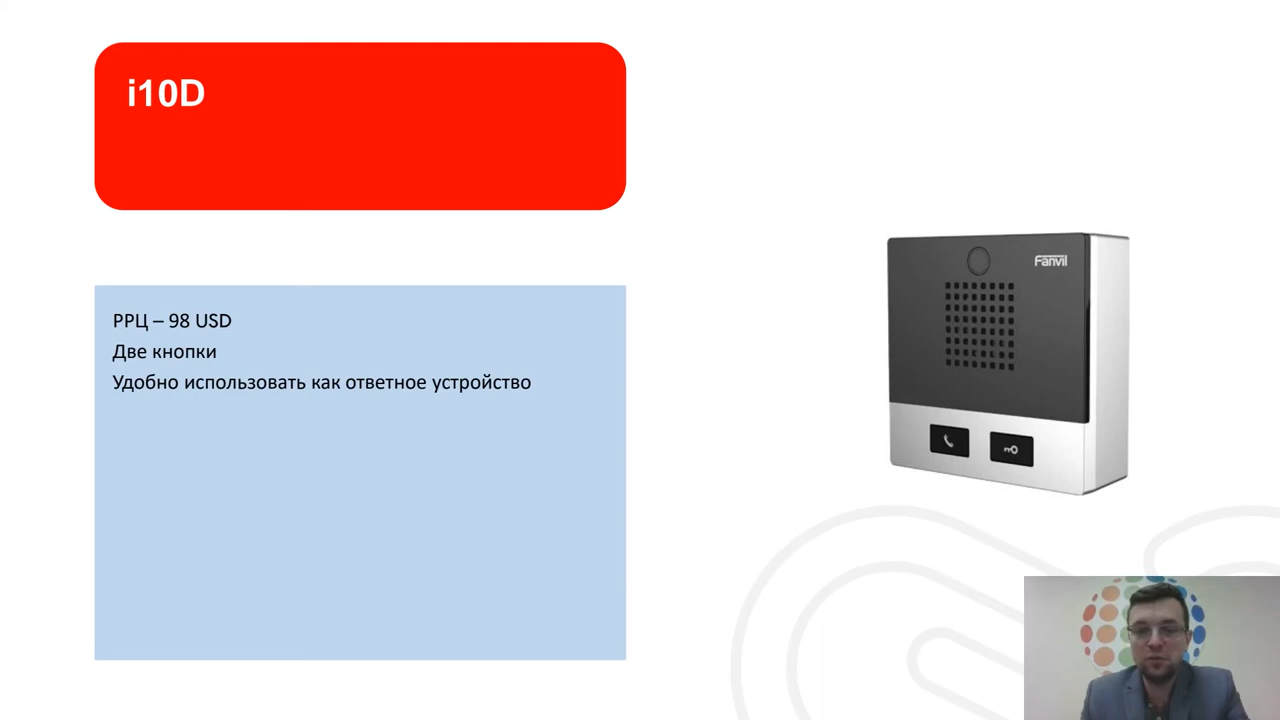 i10D
РРЦ – 98 USD
Две кнопки
Удобно использовать как ответное устройство
Fanvil